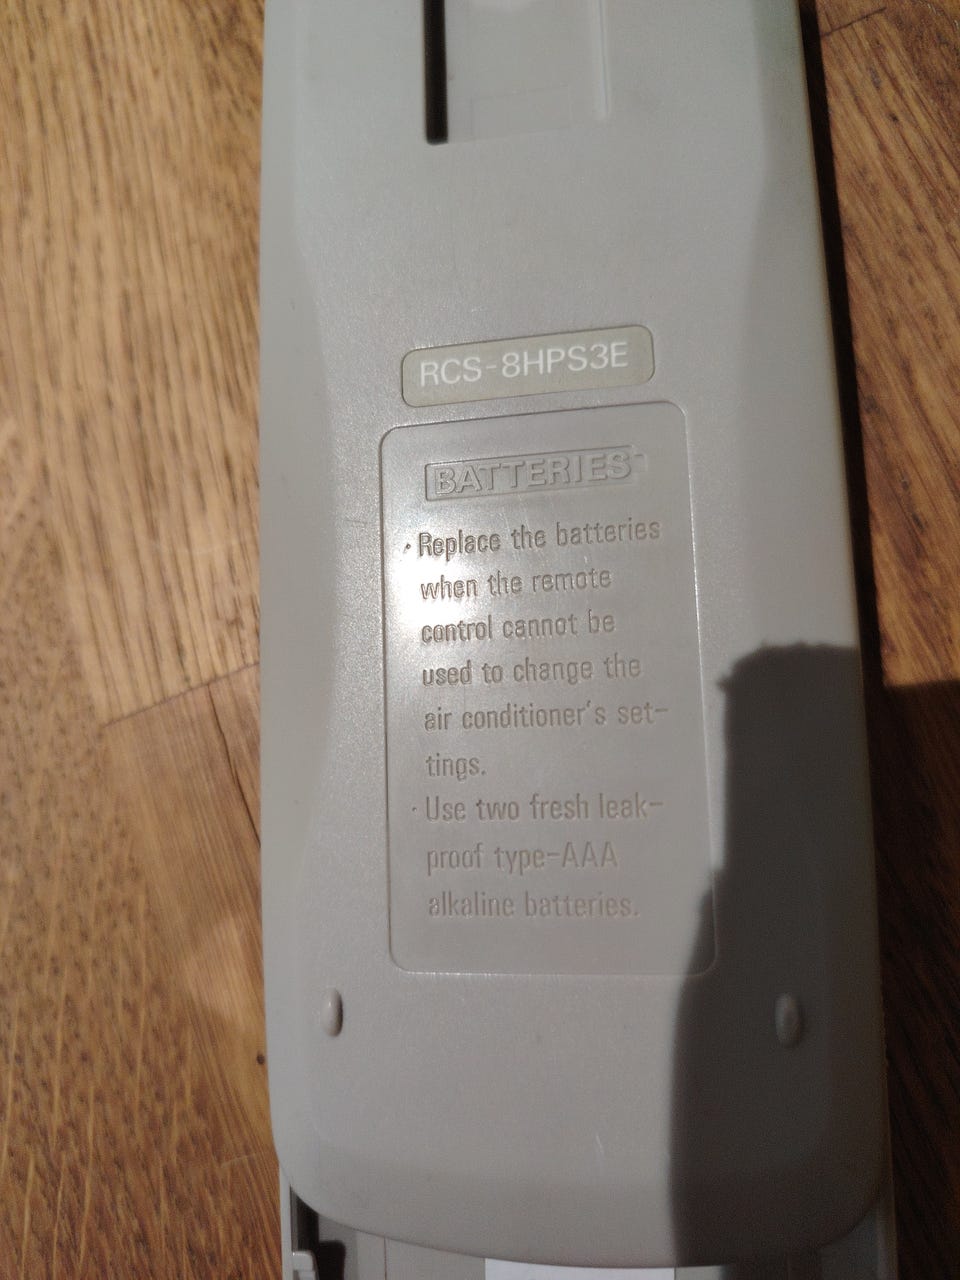 RCS-8HPS3E
BATTERIES
· Replace the batteries
when the remote
control cannot be
used to change the
air conditioner's set-
tings.
· Use two fresh leak-
proof type-AAA
alkaline batteries.